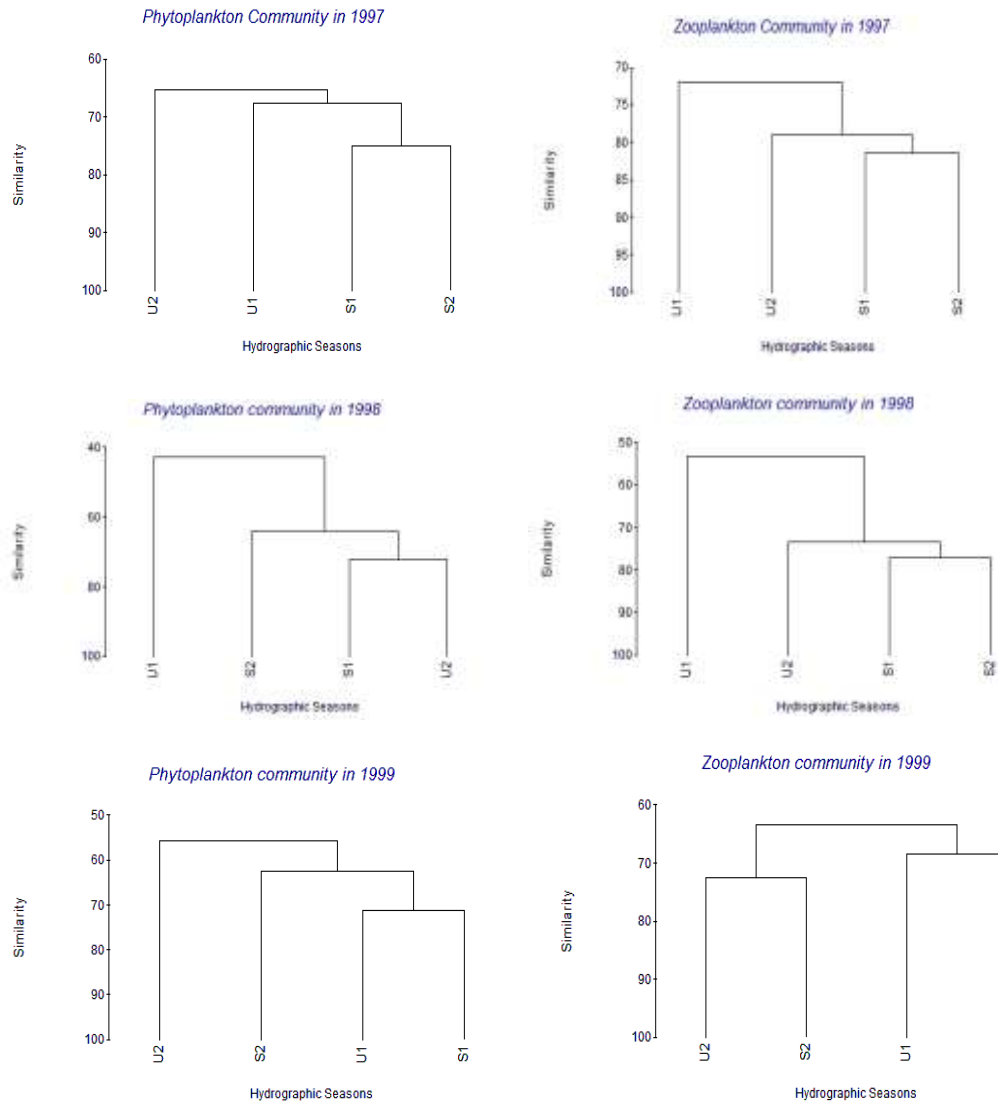 Phytoplankton Community in 1997
60
70
80
90
100
Similarity
U2
U1
S1
S2
Hydrographic Seasons
Zooplankton Community in 1997
70
75
80
85
90
95
100
Similarity
U1
U2
S1
S2
Hydrographic Seasons
Phytoplankton community in 1998
40
60
80
100
Similarity
U1
S2
S1
U2
Hydrographic Seasons
Zooplankton community in 1998
50
60
70
80
90
100
Similarity
U1
U2
S1
S2
Hydrographic Seasons
Phytoplankton community in 1999
50
60
70
80
90
100
Similarity
U2
S2
U1
S1
Hydrographic Seasons
Zooplankton community in 1999
60
70
80
90
100
Similarity
U2
S2
U1
Hydrographic Seasons